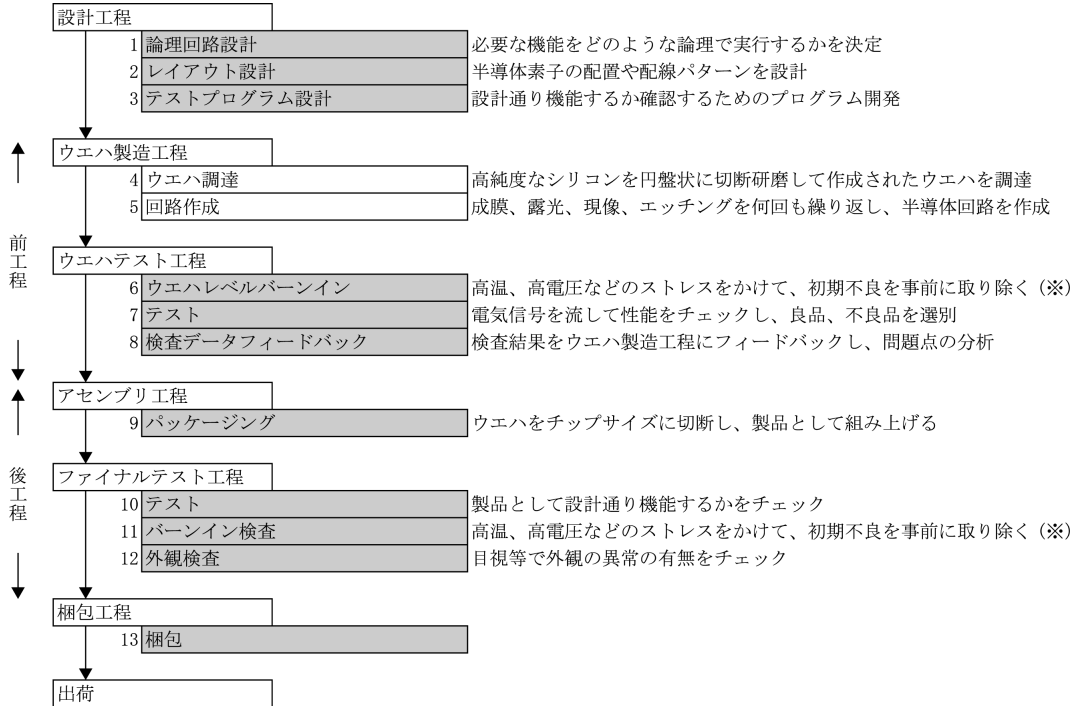 設計工程
1 論理回路設計 必要な機能をどのような論理で実行するかを決定
2 レイアウト設計 半導体素子の配置や配線パターンを設計
3 テストプログラム設計 設計通り機能するか確認するためのプログラム開発
前工程
ウエハ製造工程
4 ウエハ調達 高純度なシリコンを円盤状に切断研磨して作成されたウエハを調達
5 回路作成 成膜、露光、現像、エッチングを何回も繰り返し、半導体回路を作成
ウエハテスト工程
6 ウエハレベルバーンイン 高温、高電圧などのストレスをかけて、初期不良を事前に取り除く(※)
7 テスト 電気信号を流して性能をチェックし、良品、不良品を選別
8 検査データフィードバック 検査結果をウエハ製造工程にフィードバックし、問題点の分析
後工程
アセンブリ工程
9 パッケージング ウエハをチップサイズに切断し、製品として組み上げる
ファイナルテスト工程
10 テスト 製品として設計通り機能するかをチェック
11 バーンイン検査 高温、高電圧などのストレスをかけて、初期不良を事前に取り除く(※)
12 外観検査 目視等で外観の異常の有無をチェック
梱包工程
13 梱包
出荷